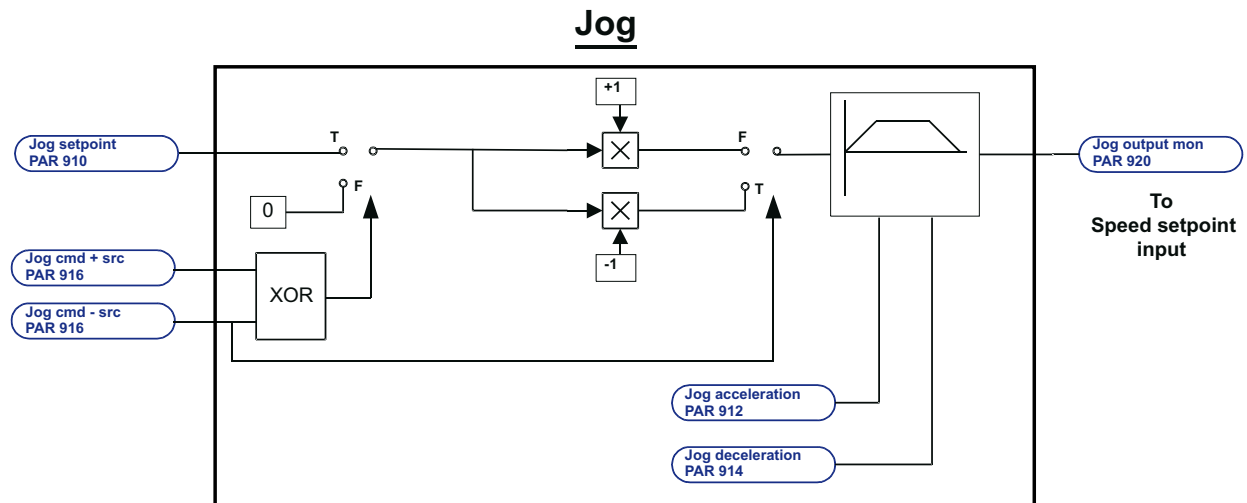 Jog
+1
T
F
Jog setpoint
PAR 910
Jog output mon
PAR 920
F
T
0
To
Speed setpoint
input
Jog cmd + src
PAR 916
-1
XOR
Jog cmd - src
PAR 916
Jog acceleration
PAR 912
Jog deceleration
PAR 914